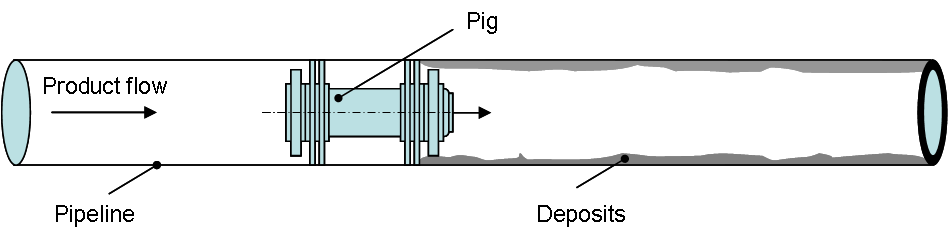 Pig
Product flow
Pipeline
Deposits